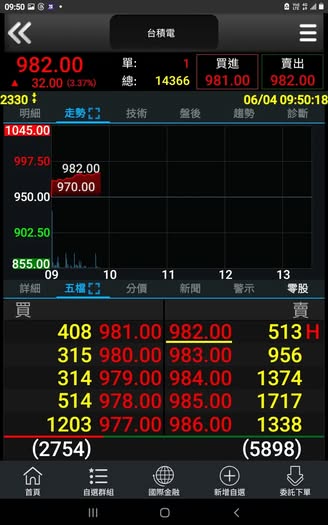 09:50
台積電
982.00
▲ 32.00 (3.37%)
單: 1
總: 14366
買進
981.00
賣出
982.00
2330
06/04 09:50:18
明細 走勢 技術 盤後 趨勢 診斷
1045.00
997.50
950.00
902.50
855.00
982.00
970.00
09 10 11 12 13
詳細 五檔 分價 新聞 警示 零股
買 賣
408 981.00 982.00 513 H
315 980.00 983.00 956
314 979.00 984.00 1374
514 978.00 985.00 1717
1203 977.00 986.00 1338
(2754) (5898)
首頁 自選群組 國際金融 新增自選 委託下單